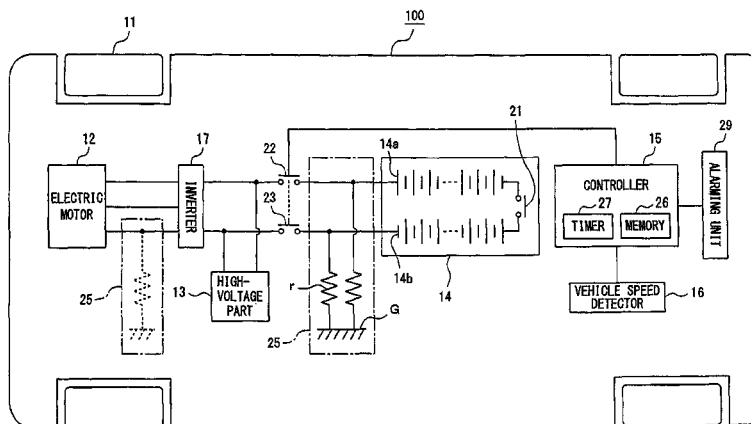 100
11
12
17
22
14a
21
15
29
ELECTRIC
MOTOR
INVERTER
23
CONTROLLER
27
26
TIMER
MEMORY
ALARMING UNIT
14b
14
r
25
13
HIGH-
VOLTAGE
PART
25
G
VEHICLE SPEED
DETECTOR
16